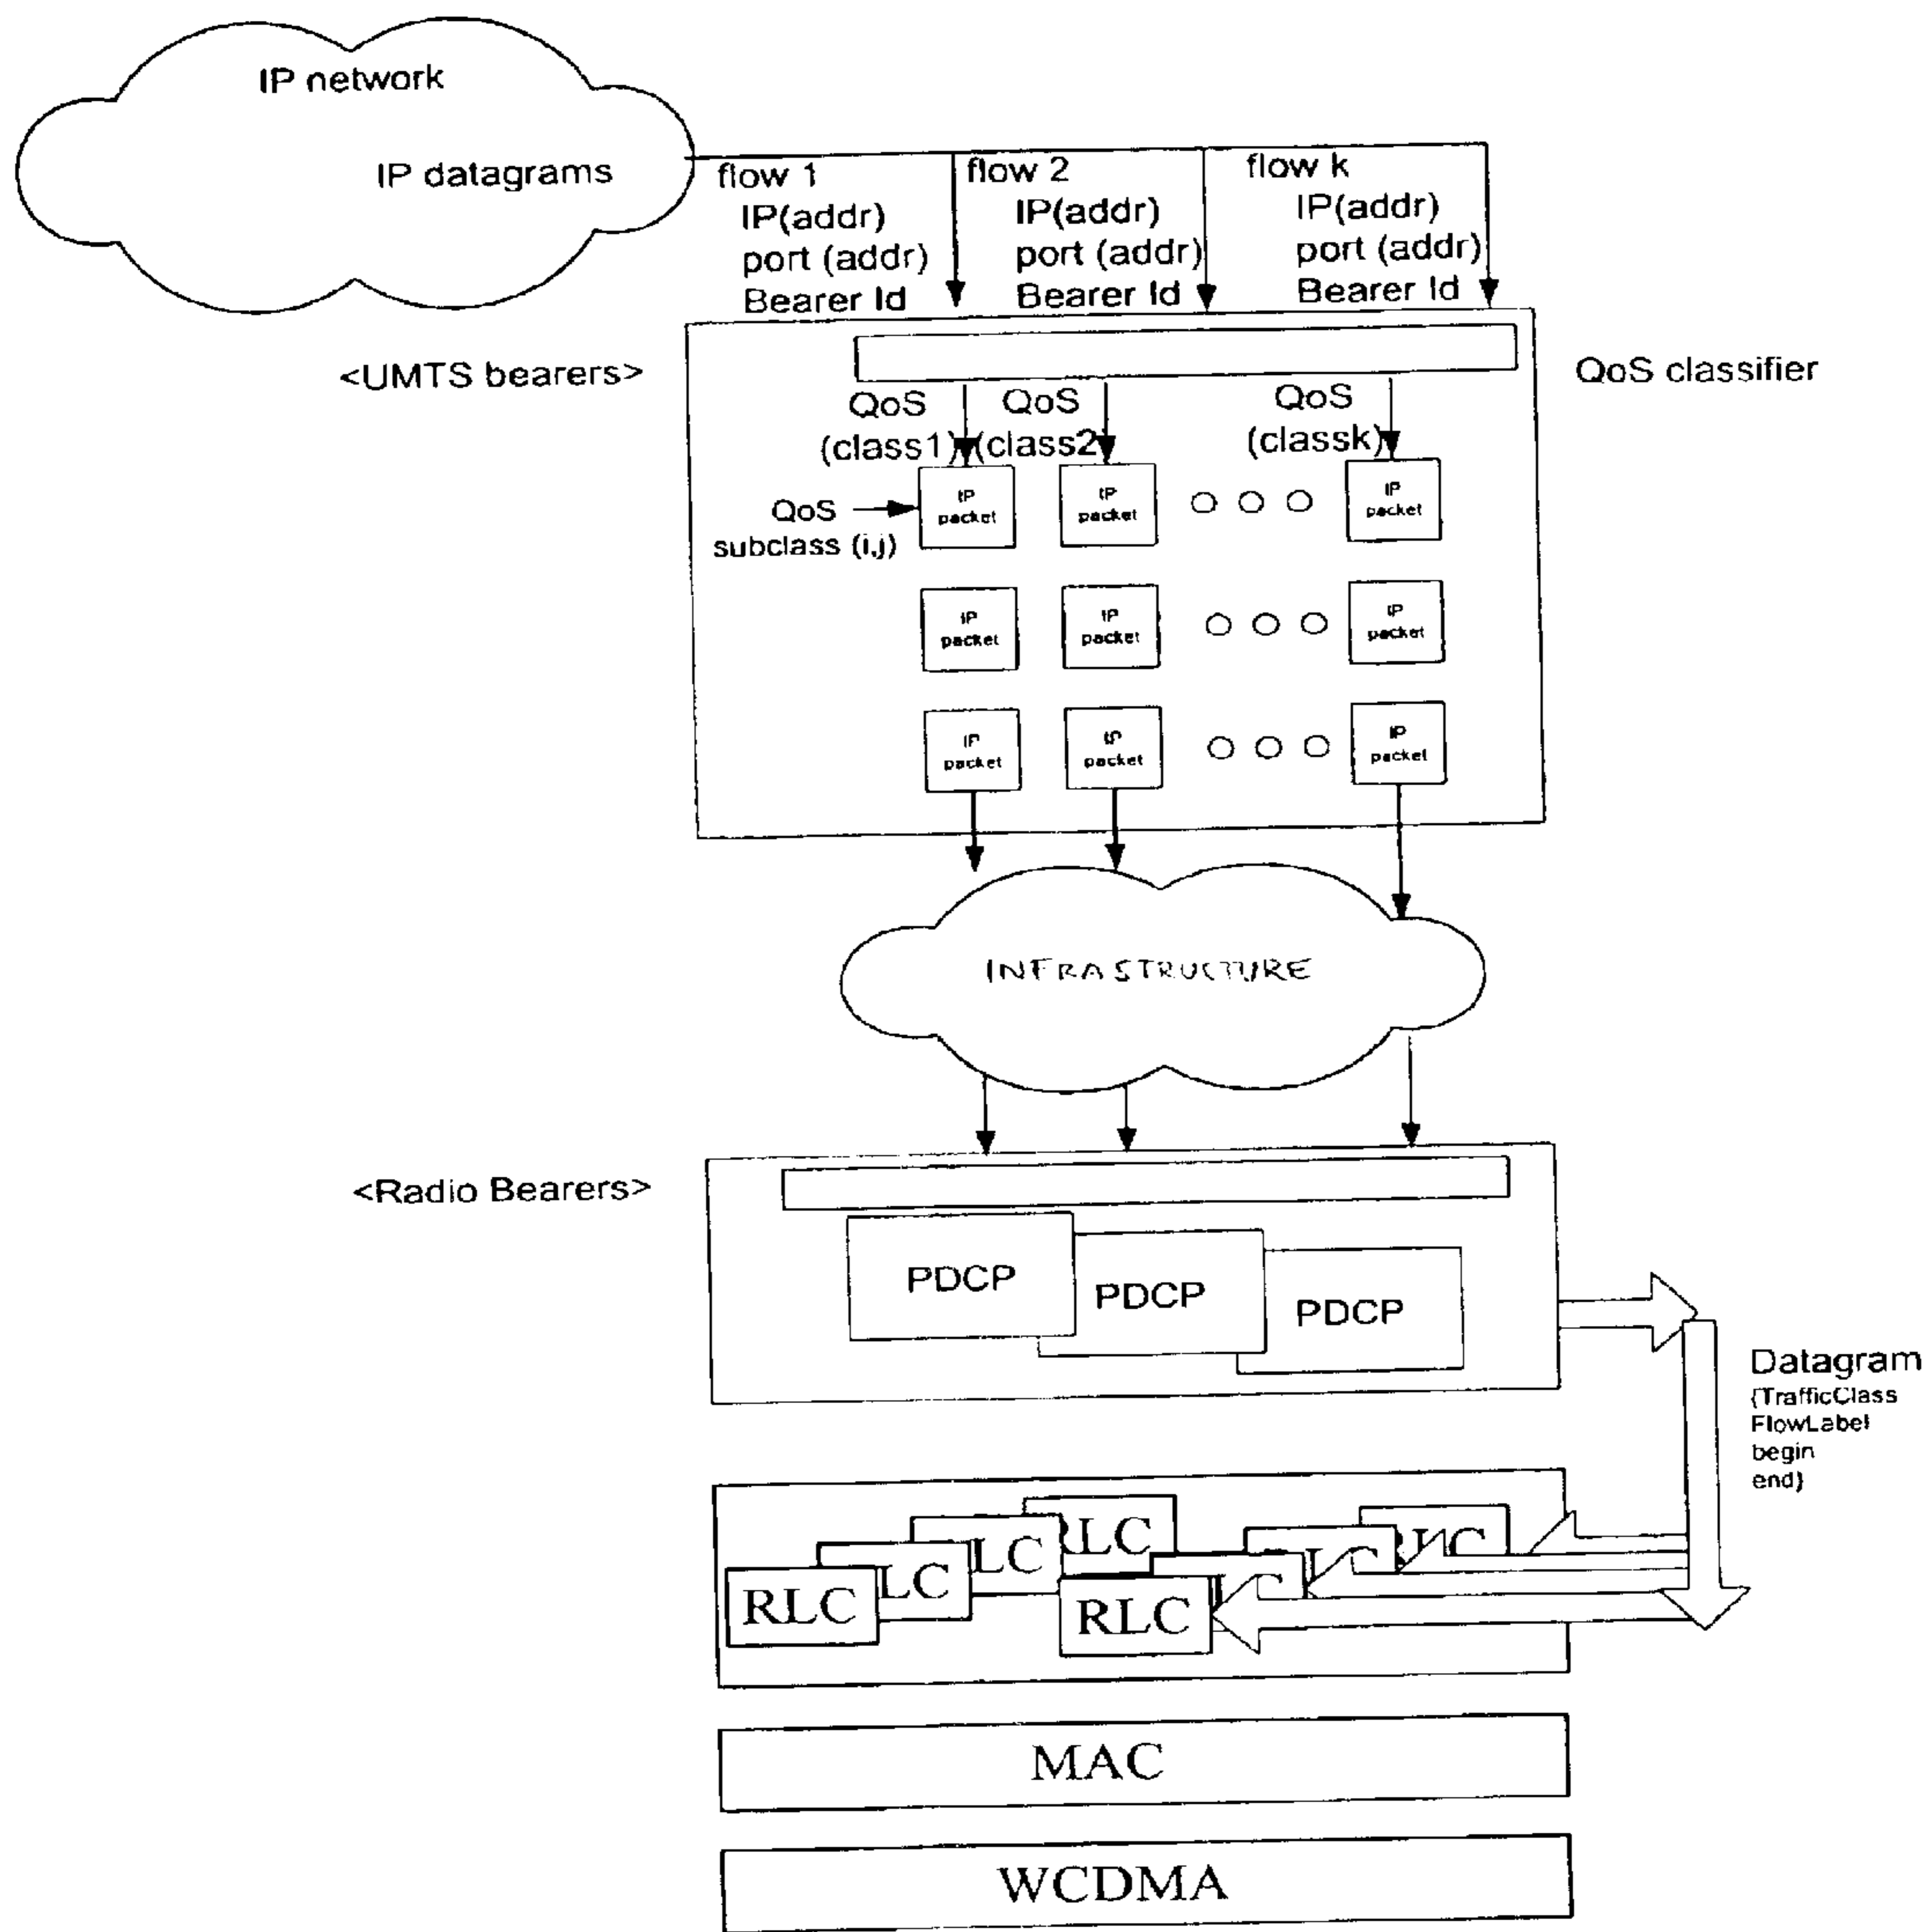 IP network
IP datagrams
flow 1
IP(addr)
port (addr)
Bearer Id
flow 2
IP(addr)
port (addr)
Bearer Id
flow k
IP(addr)
port (addr)
Bearer Id
<UMTS bearers>
QoS classifier
QoS
(class1)
QoS
(class2)
QoS
(classk)
QoS
subclass (i,j)
IP
packet
IP
packet
IP
packet
IP
packet
IP
packet
IP
packet
IP
packet
IP
packet
IP
packet
INFRASTRUCTURE
<Radio Bearers>
PDCP
PDCP
PDCP
Datagram
{TrafficClass
FlowLabel
begin
end}
RLC
LC
LC
RLC
RLC
LC
RLC
MAC
WCDMA